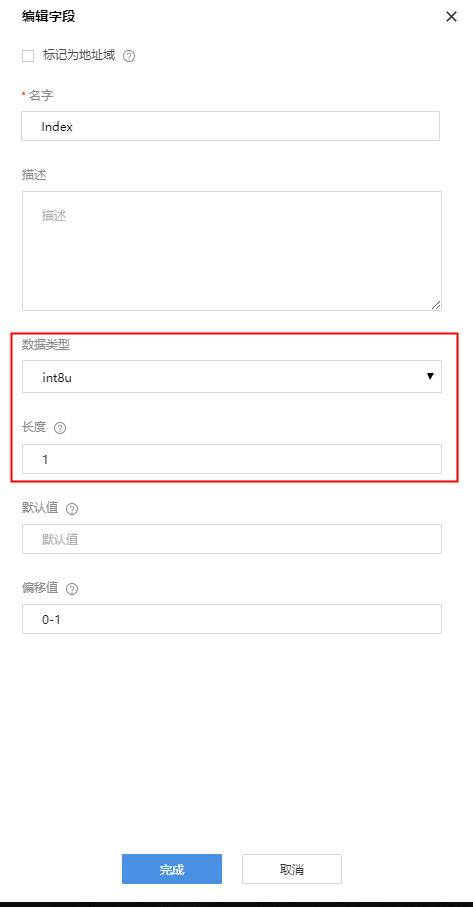 编辑字段
标记为地址域
* 名字
Index
描述
描述
数据类型
int8u
长度
1
默认值
默认值
偏移值
0-1
完成 取消